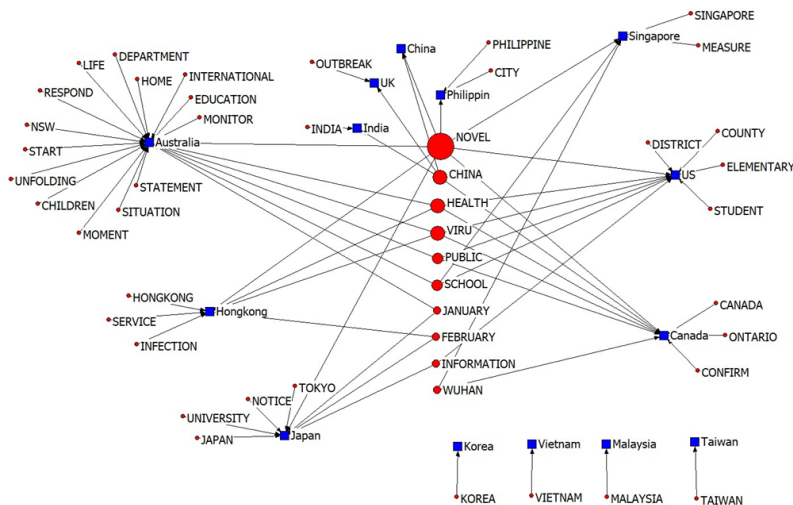 SINGAPORE
Singapore
MEASURE
China
PHILIPPINE
DEPARTMENT
LIFE
OUTBREAK
CITY
HOME
INTERNATIONAL
UK
RESPOND
EDUCATION
Philippin
MONITOR
NSW
INDIA
India
NOVEL
COUNTY
START
Australia
DISTRICT
ELEMENTARY
UNFOLDING
STATEMENT
CHINA
US
CHILDREN
SITUATION
HEALTH
STUDENT
MOMENT
VIRU
PUBLIC
SCHOOL
HONGKONG
Hongkong
JANUARY
CANADA
SERVICE
FEBRUARY
Canada
ONTARIO
INFECTION
INFORMATION
CONFIRM
TOKYO
WUHAN
NOTICE
UNIVERSITY
JAPAN
Japan
Korea
Vietnam
Malaysia
Taiwan
KOREA
VIETNAM
MALAYSIA
TAIWAN